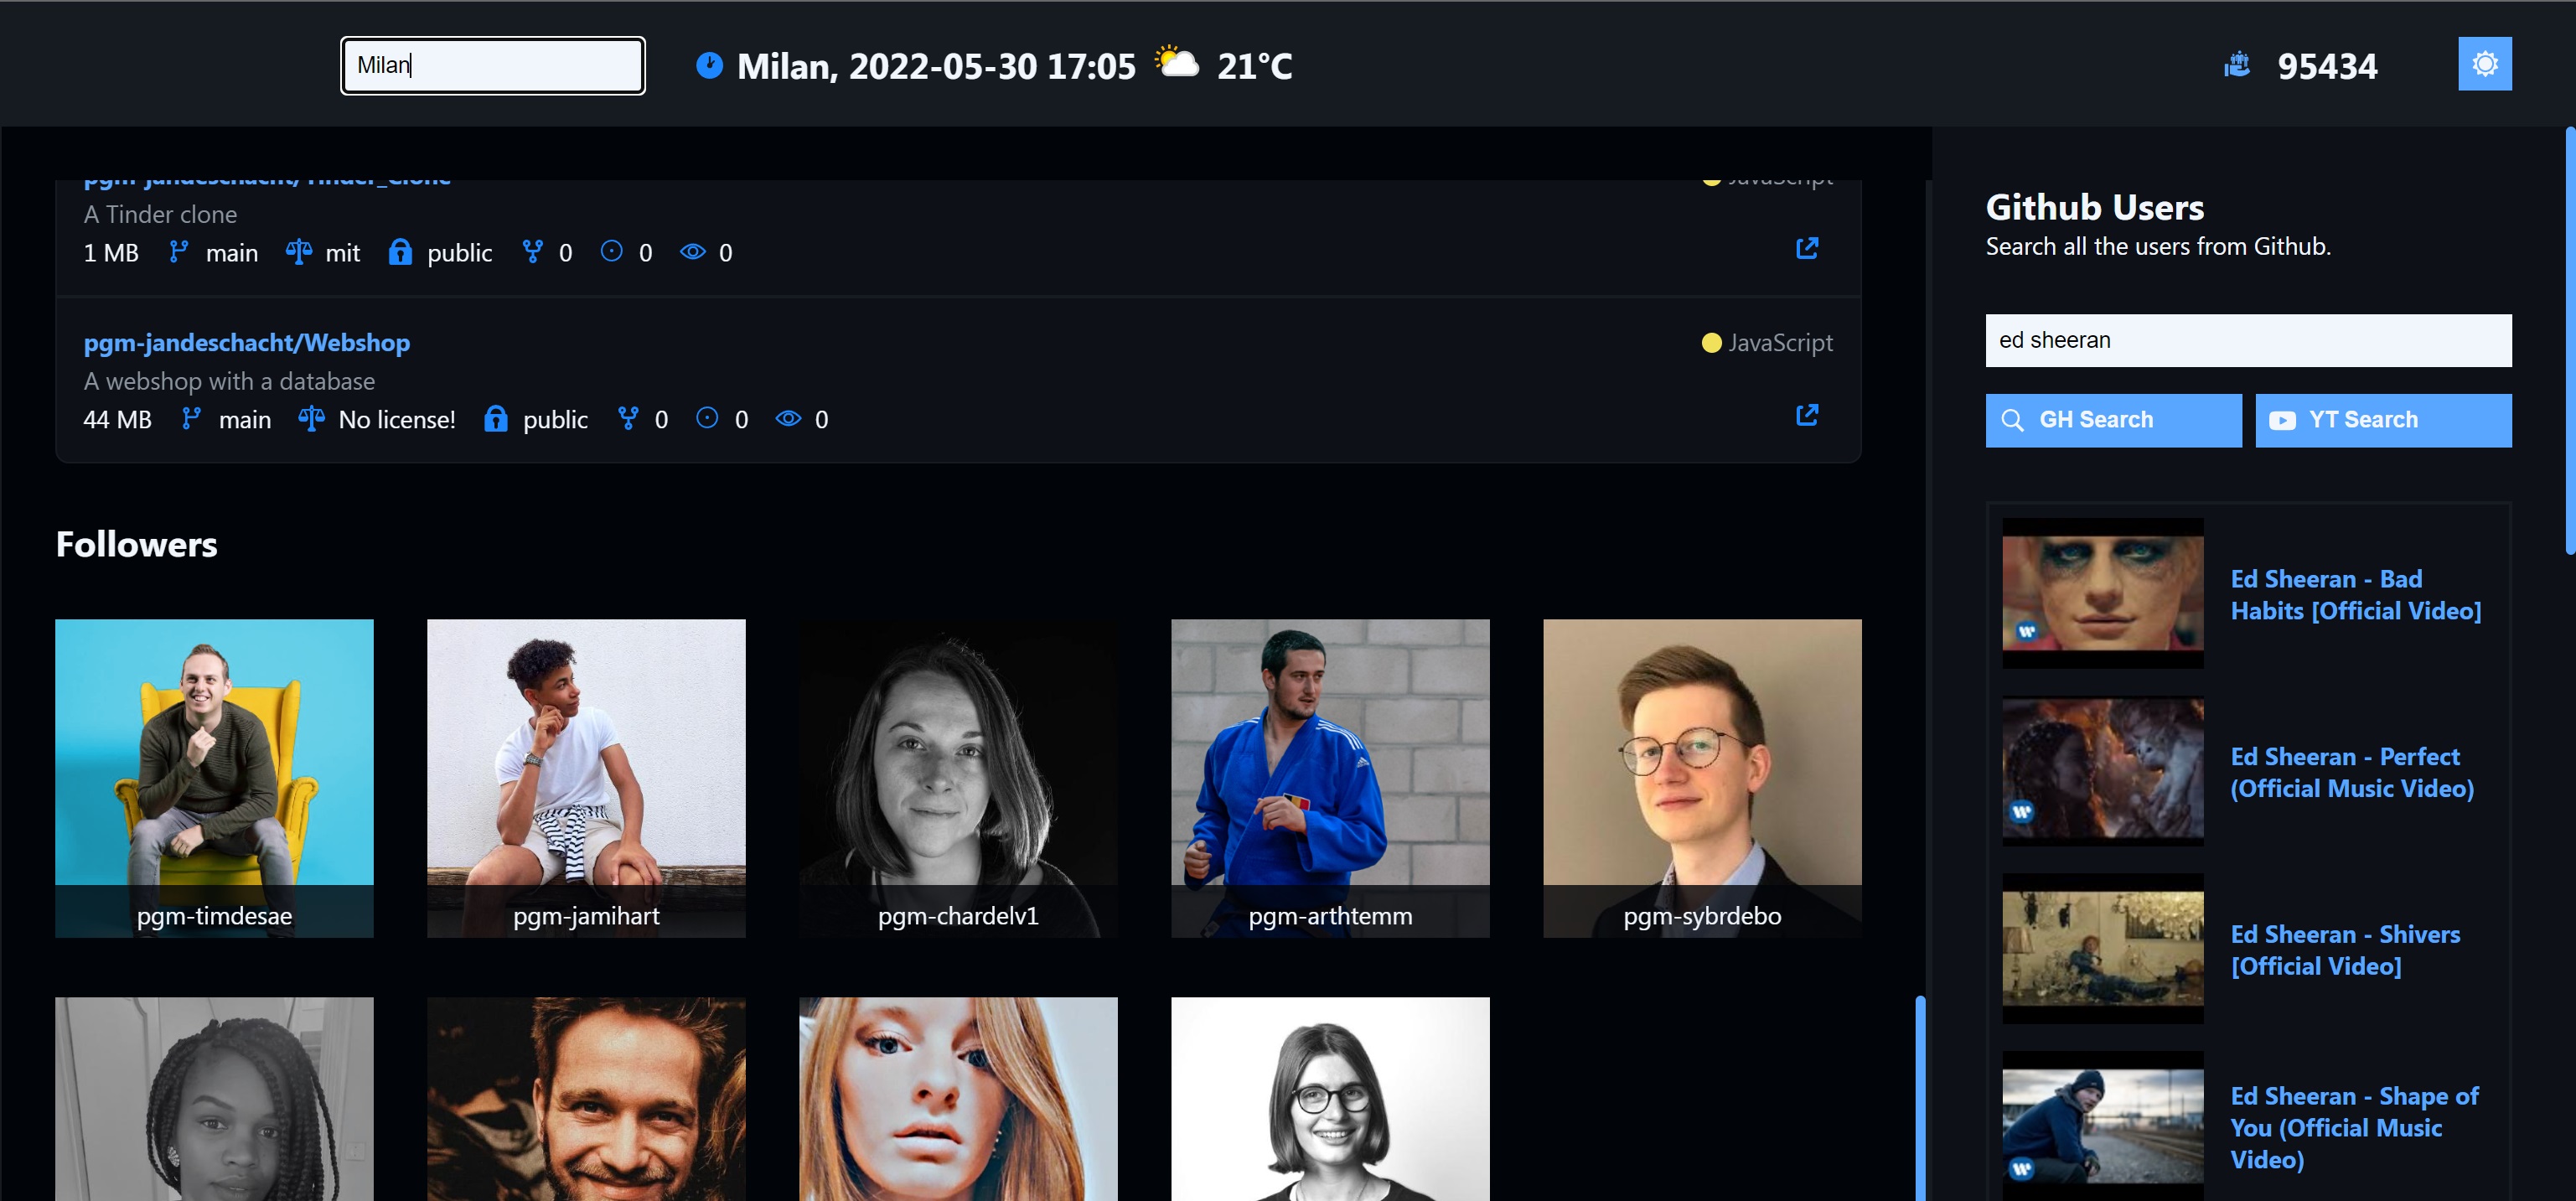 Milan
Milan, 2022-05-30 17:05 21°C
95434
pgm-jandeschacht/Tinder_Clone
JavaScript
A Tinder clone
1 MB main mit public 0 0 0
pgm-jandeschacht/Webshop
JavaScript
A webshop with a database
44 MB main No license! public 0 0 0
Followers
pgm-timdesae
pgm-jamihart
pgm-chardelv1
pgm-arthtemm
pgm-sybrdebo
Github Users
Search all the users from Github.
ed sheeran
GH Search
YT Search
Ed Sheeran - Bad
Habits [Official Video]
Ed Sheeran - Perfect
(Official Music Video)
Ed Sheeran - Shivers
[Official Video]
Ed Sheeran - Shape of
You (Official Music
Video)